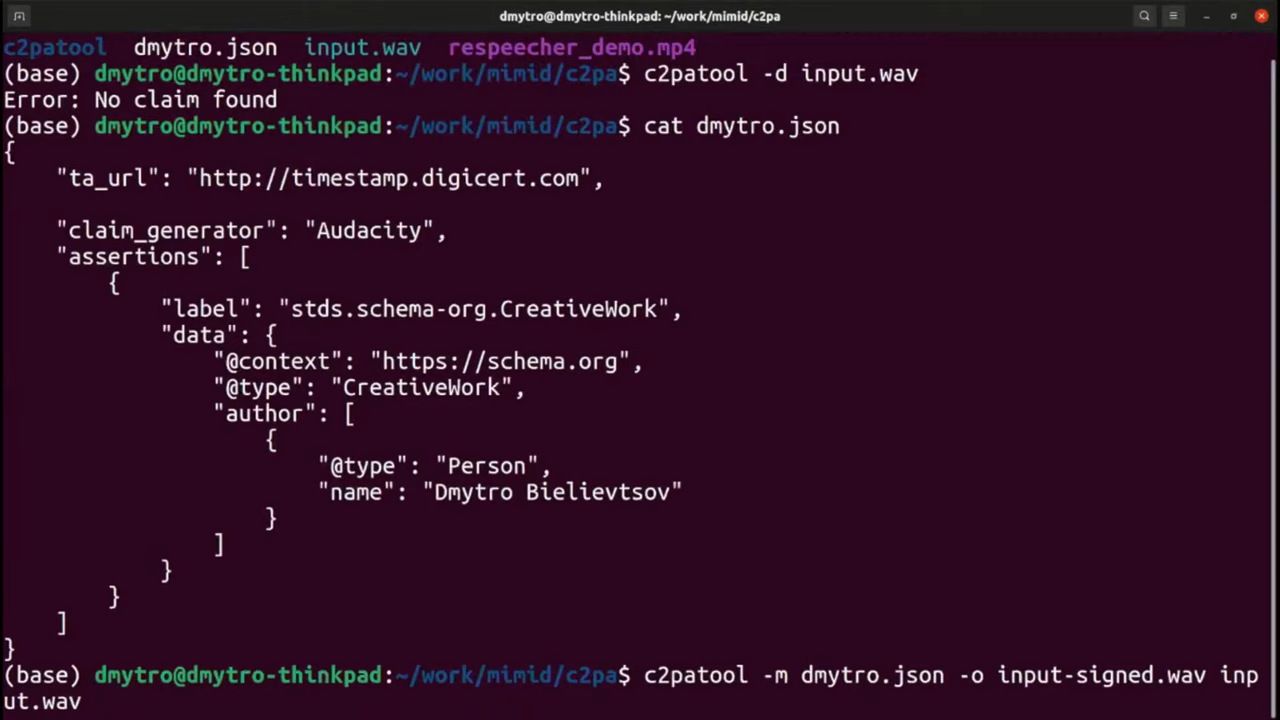 dmytro@dmytro-thinkpad: ~/work/mimid/c2pa
c2patool  dmytro.json  input.wav  respeecher_demo.mp4
(base) dmytro@dmytro-thinkpad:~/work/mimid/c2pa$ c2patool -d input.wav
Error: No claim found
(base) dmytro@dmytro-thinkpad:~/work/mimid/c2pa$ cat dmytro.json
{
    "ta_url": "http://timestamp.digicert.com",

    "claim_generator": "Audacity",
    "assertions": [
        {
            "label": "stds.schema-org.CreativeWork",
            "data": {
                "@context": "https://schema.org",
                "@type": "CreativeWork",
                "author": [
                    {
                        "@type": "Person",
                        "name": "Dmytro Bielievtsov"
                    }
                ]
            }
        }
    ]
}
(base) dmytro@dmytro-thinkpad:~/work/mimid/c2pa$ c2patool -m dmytro.json -o input-signed.wav inp
ut.wav